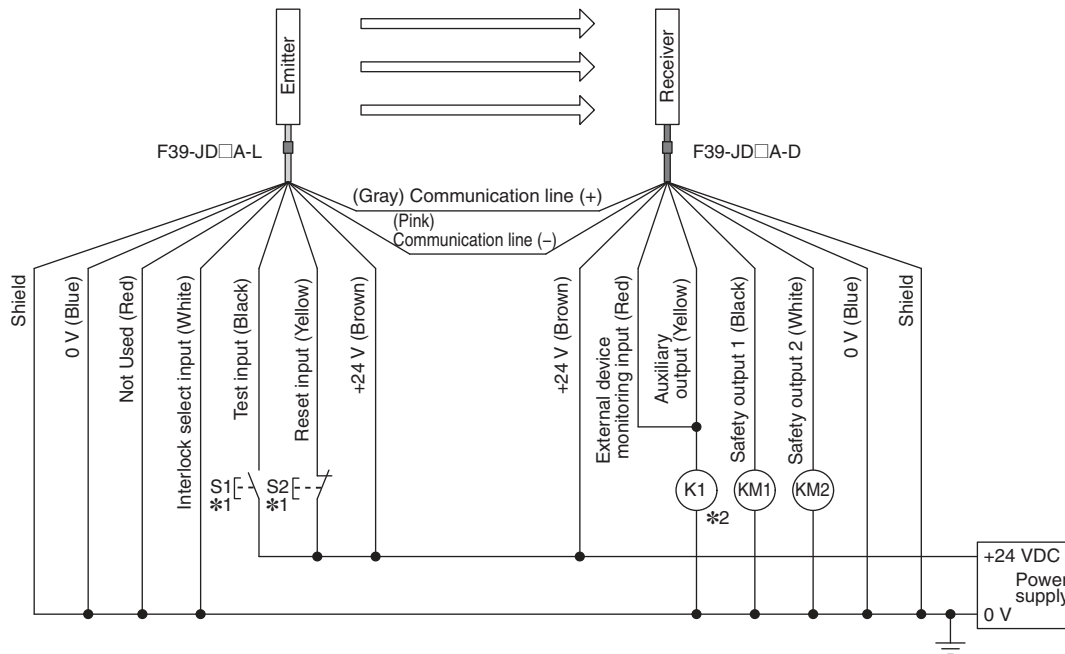 Emitter
Receiver
F39-JD□A-L
F39-JD□A-D
(Gray) Communication line (+)
(Pink)
Communication line (−)
Shield
0 V (Blue)
Not Used (Red)
Interlock select input (White)
Test input (Black)
Reset input (Yellow)
+24 V (Brown)
+24 V (Brown)
External device
monitoring input (Red)
Auxiliary
output (Yellow)
Safety output 1 (Black)
Safety output 2 (White)
0 V (Blue)
Shield
S1
✱1
S2
✱1
K1
✱2
KM1
KM2
+24 VDC
Power
supply
0 V